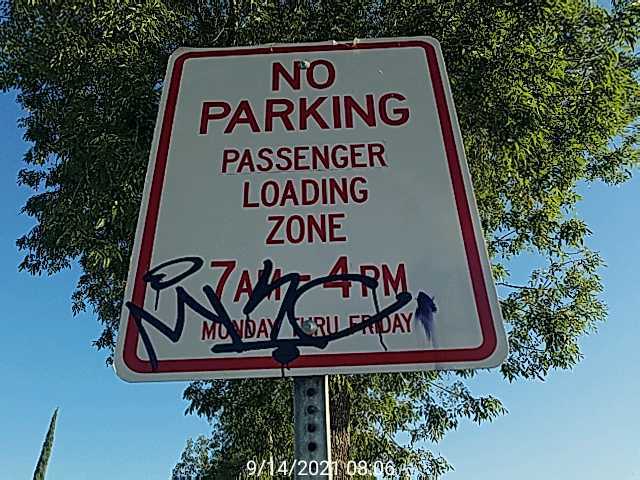 NO
PARKING
PASSENGER
LOADING
ZONE
7AM - 4PM
MONDAY THRU FRIDAY
9/14/2021 08:06